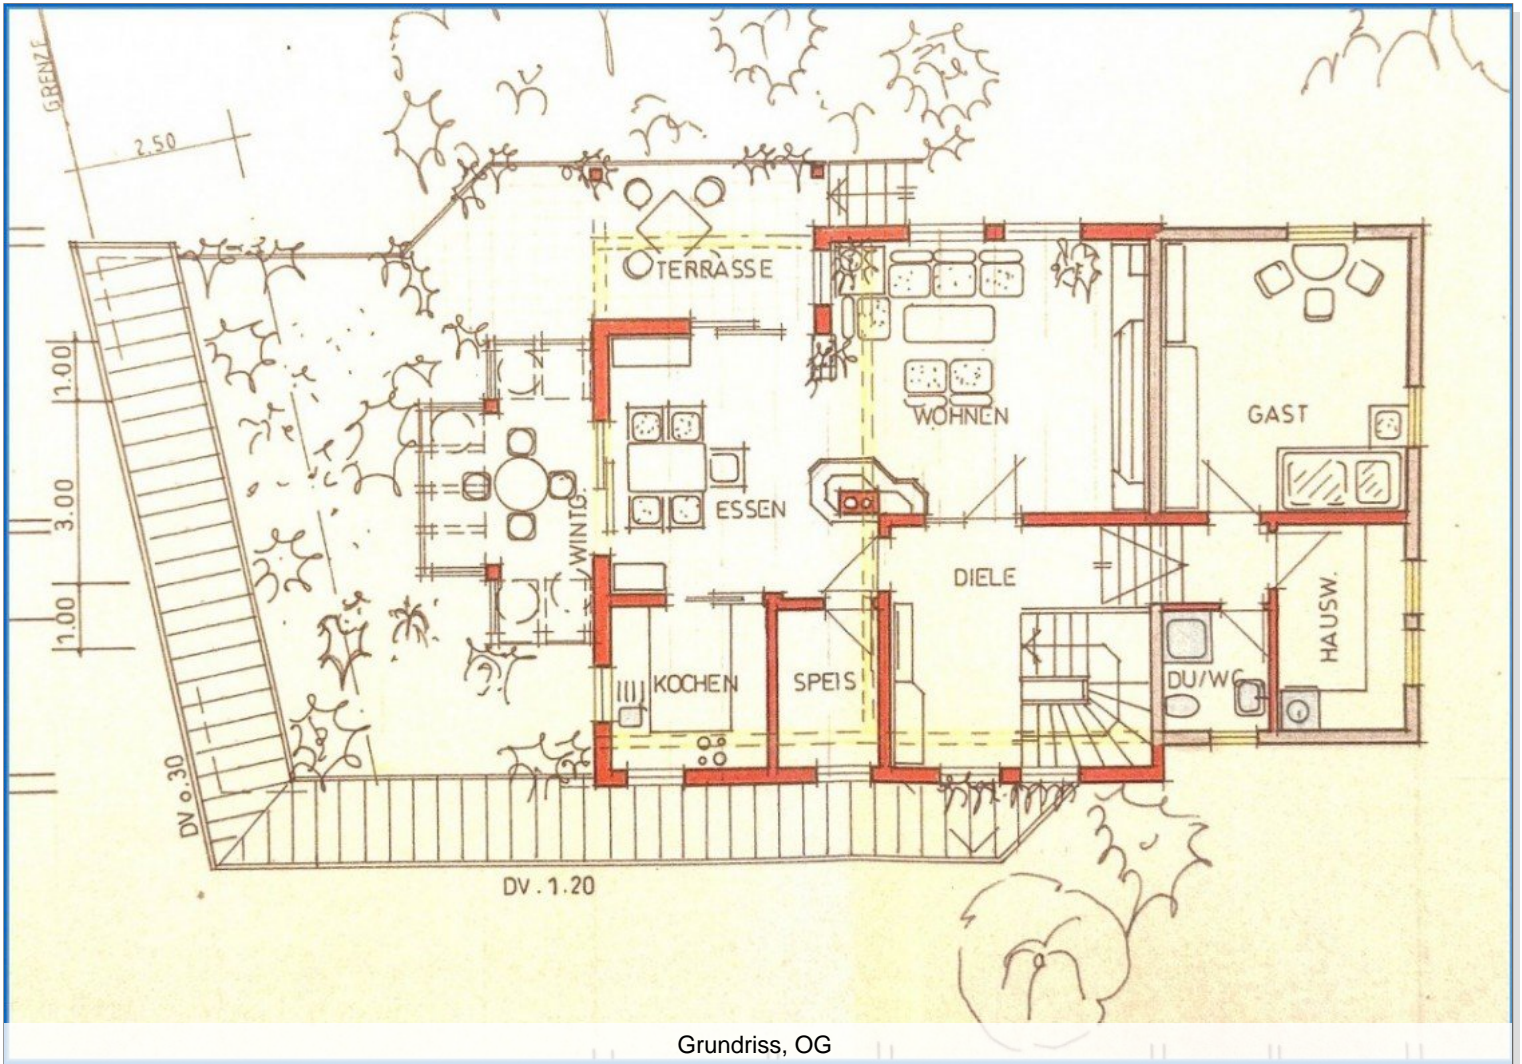 GRENZE
2.50
TERRASSE
1.00
WOHNEN
GAST
3.00
ESSEN
WINTG.
DIELE
1.00
HAUSW.
KOCHEN
SPEIS
DU/WC
DV 0.30
DV . 1.20
Grundriss, OG